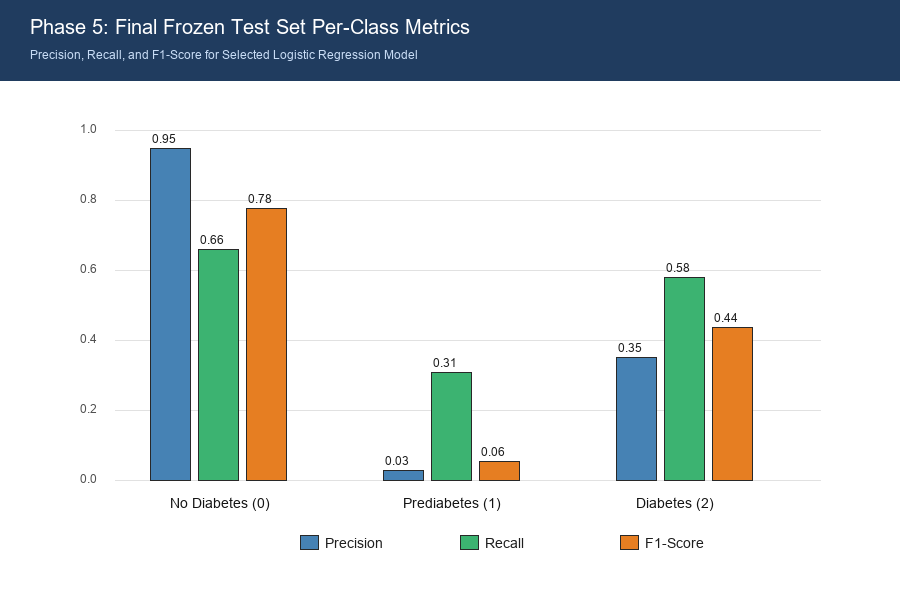 Phase 5: Final Frozen Test Set Per-Class Metrics
Precision, Recall, and F1-Score for Selected Logistic Regression Model
1.0
0.8
0.6
0.4
0.2
0.0
0.95
0.66
0.78
0.03
0.31
0.06
0.35
0.58
0.44
No Diabetes (0)
Prediabetes (1)
Diabetes (2)
Precision
Recall
F1-Score